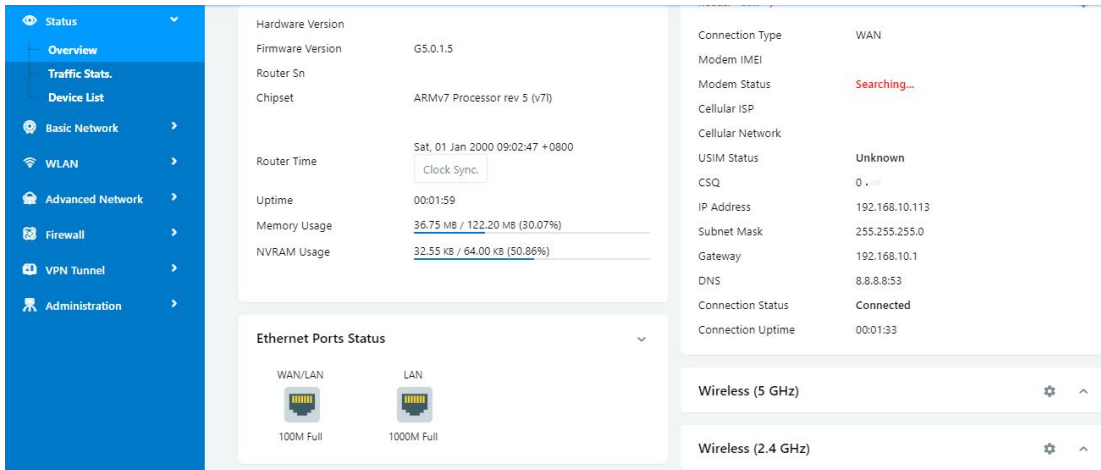 Status
Overview
Traffic Stats.
Device List
Basic Network
WLAN
Advanced Network
Firewall
VPN Tunnel
Administration
Hardware Version
Firmware Version G5.0.1.5
Router Sn
Chipset ARMv7 Processor rev 5 (v7l)
Router Time Sat, 01 Jan 2000 09:02:47 +0800
Clock Sync.
Uptime 00:01:59
Memory Usage 36.75 MB / 122.20 MB (30.07%)
NVRAM Usage 32.55 KB / 64.00 KB (50.86%)
Ethernet Ports Status
WAN/LAN LAN
100M Full 1000M Full
Connection Type WAN
Modem IMEI
Modem Status Searching...
Cellular ISP
Cellular Network
USIM Status Unknown
CSQ 0
IP Address 192.168.10.113
Subnet Mask 255.255.255.0
Gateway 192.168.10.1
DNS 8.8.8.8:53
Connection Status Connected
Connection Uptime 00:01:33
Wireless (5 GHz)
Wireless (2.4 GHz)